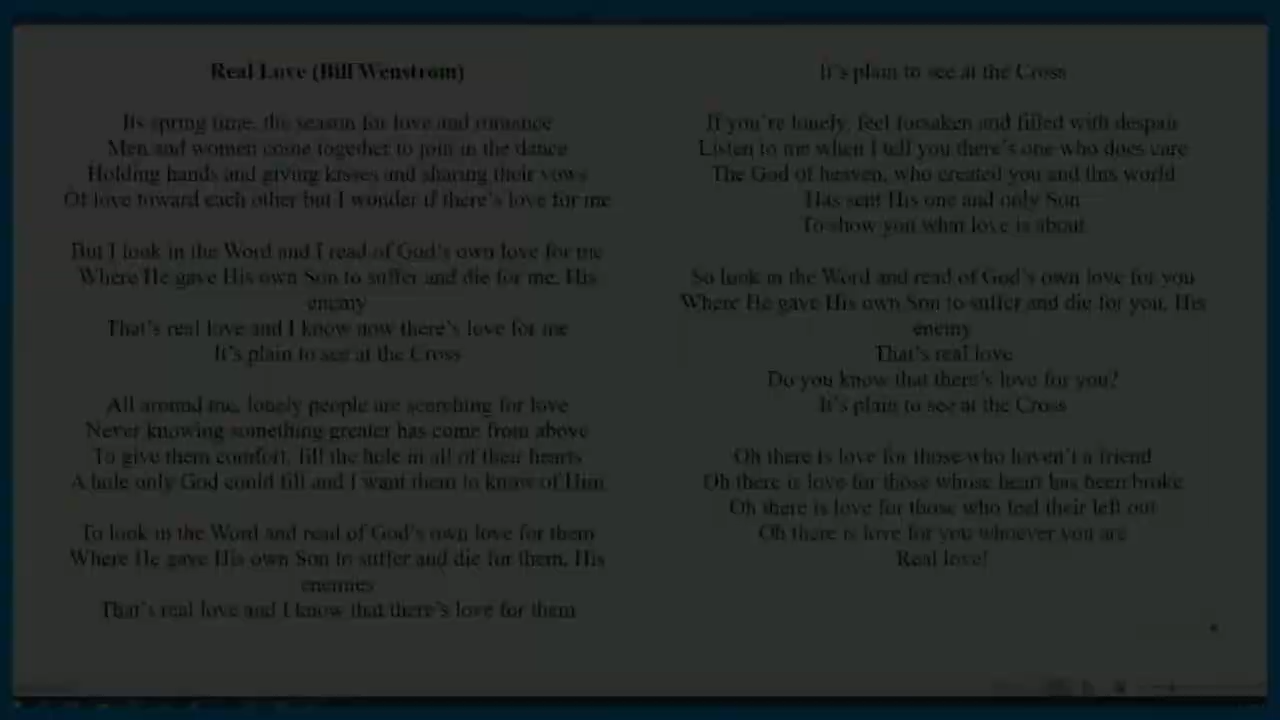 Real Love (Bill Wenstrom)
Its spring time, the season for love and romance
Men and women come together to join in the dance
Holding hands and giving kisses and sharing their vows
Of love toward each other but I wonder if there's love for me
But I look in the Word and I read of God's own love for me
Where He gave His own Son to suffer and die for me, His
enemy
That's real love and I know now there's love for me
It's plain to see at the Cross
All around me, lonely people are searching for love
Never knowing something greater has come from above
To give them comfort, fill the hole in all of their hearts
A hole only God could fill and I want them to know of Him
To look in the Word and read of God's own love for them
Where He gave His own Son to suffer and die for them, His
enemies
That's real love and I know that there's love for them
It's plain to see at the Cross
If you're lonely, feel forsaken and filled with despair
Listen to me when I tell you there's one who does care
The God of heaven, who created you and this world
Has sent His one and only Son
To show you what love is about
So look in the Word and read of God's own love for you
Where He gave His own Son to suffer and die for you, His
enemy
That's real love
Do you know that there's love for you?
It's plain to see at the Cross
Oh there is love for those who haven't a friend
Oh there is love for those whose heart has been broke
Oh there is love for those who feel their left out
Oh there is love for you whoever you are
Real love!